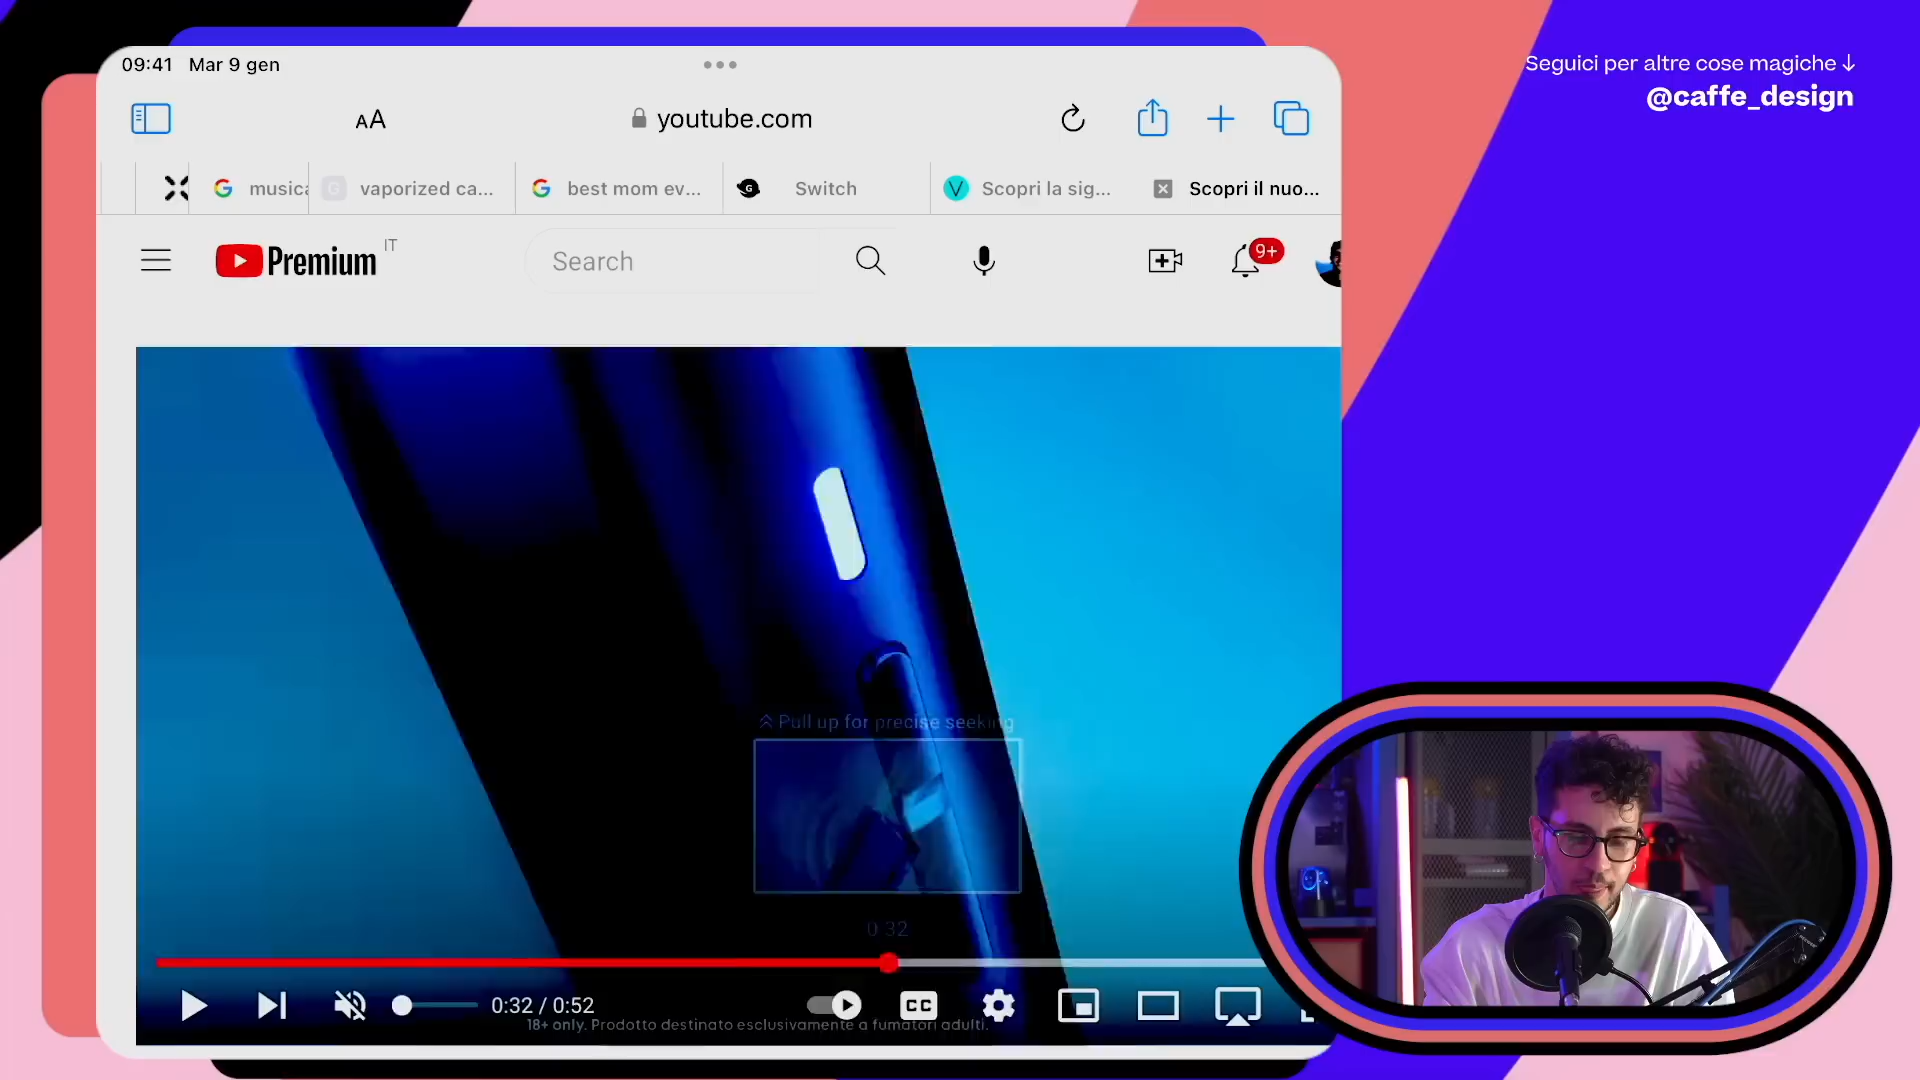 09:41 Mar 9 gen
Seguici per altre cose magiche ↓
@caffe_design
AA
youtube.com
musica
G vaporized ca...
best mom ev...
G Switch
V Scopri la sig...
Scopri il nuo...
Premium IT
Search
9+
Pull up for precise seeking
0:32
0:32 / 0:52
CC
18+ only. Prodotto destinato esclusivamente a fumatori adulti.